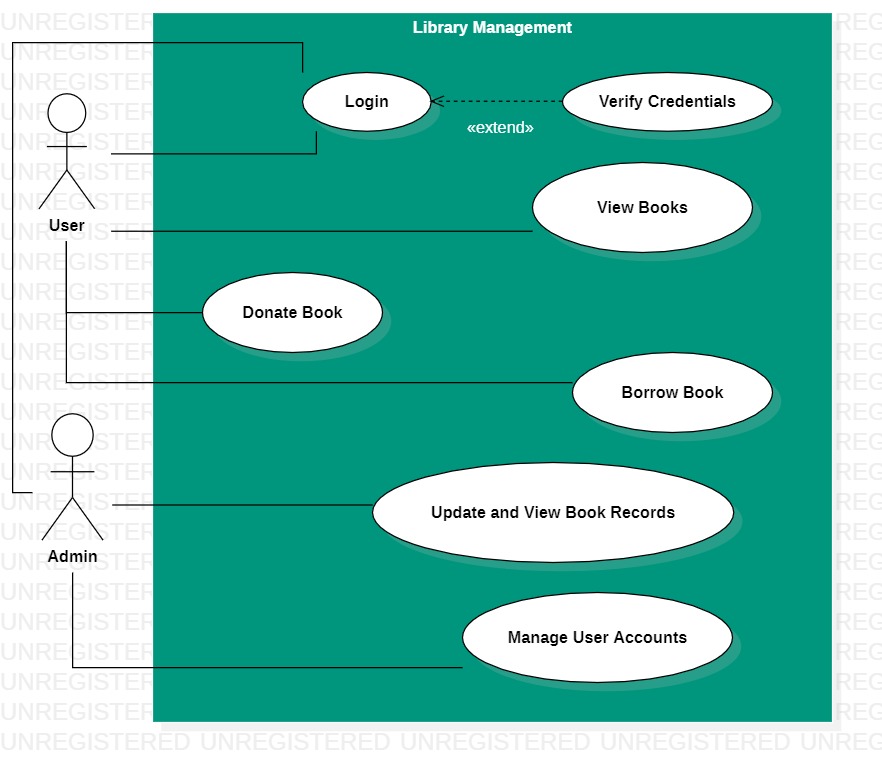 Library Management
Login
Verify Credentials
«extend»
View Books
User
Donate Book
Borrow Book
Update and View Book Records
Admin
Manage User Accounts
UNREGISTERED UNREGISTERED UNREGISTERED UNREGISTERED UNREG